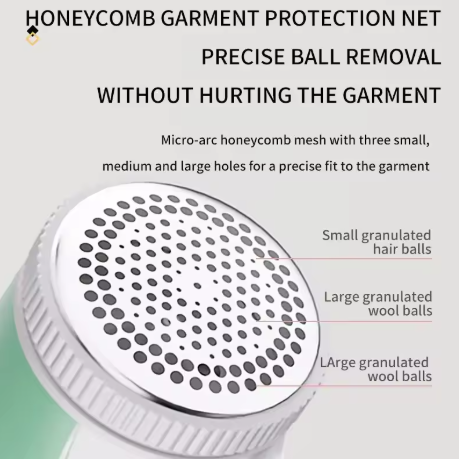 HONEYCOMB GARMENT PROTECTION NET
PRECISE BALL REMOVAL
WITHOUT HURTING THE GARMENT
Micro-arc honeycomb mesh with three small,
medium and large holes for a precise fit to the garment
Small granulated
hair balls
Large granulated
wool balls
LArge granulated
wool balls